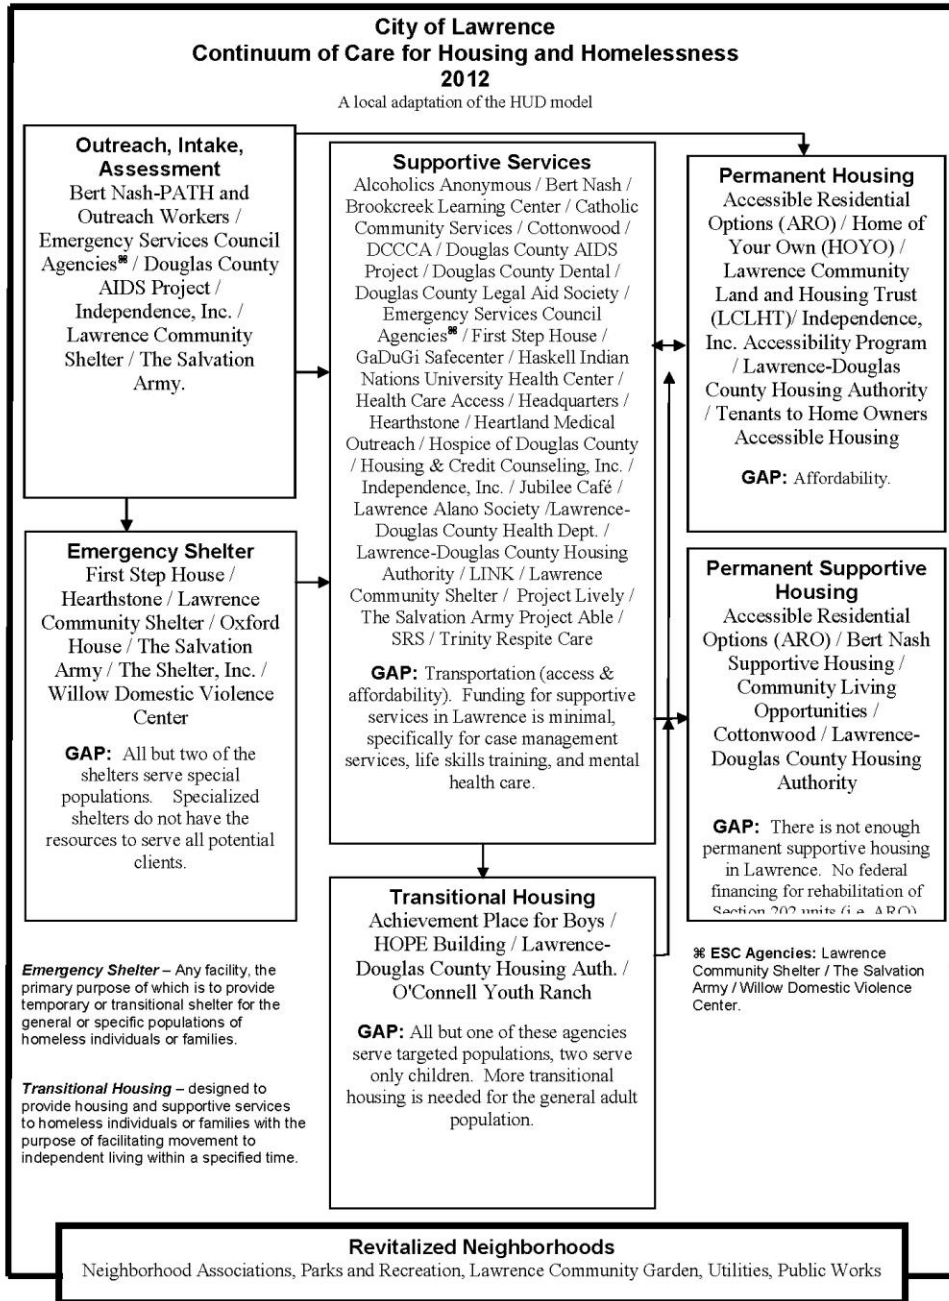 City of Lawrence
Continuum of Care for Housing and Homelessness
2012
A local adaptation of the HUD model
Outreach, Intake,
Assessment
Bert Nash-PATH and
Outreach Workers /
Emergency Services Council
Agencies⌘ / Douglas County
AIDS Project /
Independence, Inc. /
Lawrence Community
Shelter / The Salvation
Army.
Emergency Shelter
First Step House /
Hearthstone / Lawrence
Community Shelter / Oxford
House / The Salvation
Army / The Shelter, Inc. /
Willow Domestic Violence
Center
GAP: All but two of the
shelters serve special
populations. Specialized
shelters do not have the
resources to serve all potential
clients.
Emergency Shelter – Any facility, the
primary purpose of which is to provide
temporary or transitional shelter for the
general or specific populations of
homeless individuals or families.
Transitional Housing – designed to
provide housing and supportive services
to homeless individuals or families with the
purpose of facilitating movement to
independent living within a specified time.
Supportive Services
Alcoholics Anonymous / Bert Nash /
Brookcreek Learning Center / Catholic
Community Services / Cottonwood /
DCCCA / Douglas County AIDS
Project / Douglas County Dental /
Douglas County Legal Aid Society /
Emergency Services Council
Agencies⌘ / First Step House /
GaDuGi Safecenter / Haskell Indian
Nations University Health Center /
Health Care Access / Headquarters /
Hearthstone / Heartland Medical
Outreach / Hospice of Douglas County
/ Housing & Credit Counseling, Inc. /
Independence, Inc. / Jubilee Café /
Lawrence Alano Society /Lawrence-
Douglas County Health Dept. /
Lawrence-Douglas County Housing
Authority / LINK / Lawrence
Community Shelter / Project Lively /
The Salvation Army Project Able /
SRS / Trinity Respite Care
GAP: Transportation (access &
affordability). Funding for supportive
services in Lawrence is minimal,
specifically for case management
services, life skills training, and mental
health care.
Transitional Housing
Achievement Place for Boys /
HOPE Building / Lawrence-
Douglas County Housing Auth. /
O'Connell Youth Ranch
GAP: All but one of these agencies
serve targeted populations, two serve
only children. More transitional
housing is needed for the general adult
population.
Permanent Housing
Accessible Residential
Options (ARO) / Home of
Your Own (HOYO) /
Lawrence Community
Land and Housing Trust
(LCLHT)/ Independence,
Inc. Accessibility Program
/ Lawrence-Douglas
County Housing Authority
/ Tenants to Home Owners
Accessible Housing
GAP: Affordability.
Permanent Supportive
Housing
Accessible Residential
Options (ARO) / Bert Nash
Supportive Housing /
Community Living
Opportunities /
Cottonwood / Lawrence-
Douglas County Housing
Authority
GAP: There is not enough
permanent supportive housing
in Lawrence. No federal
financing for rehabilitation of
Section 202 units (i.e. ARO)
⌘ ESC Agencies: Lawrence
Community Shelter / The Salvation
Army / Willow Domestic Violence
Center.
Revitalized Neighborhoods
Neighborhood Associations, Parks and Recreation, Lawrence Community Garden, Utilities, Public Works